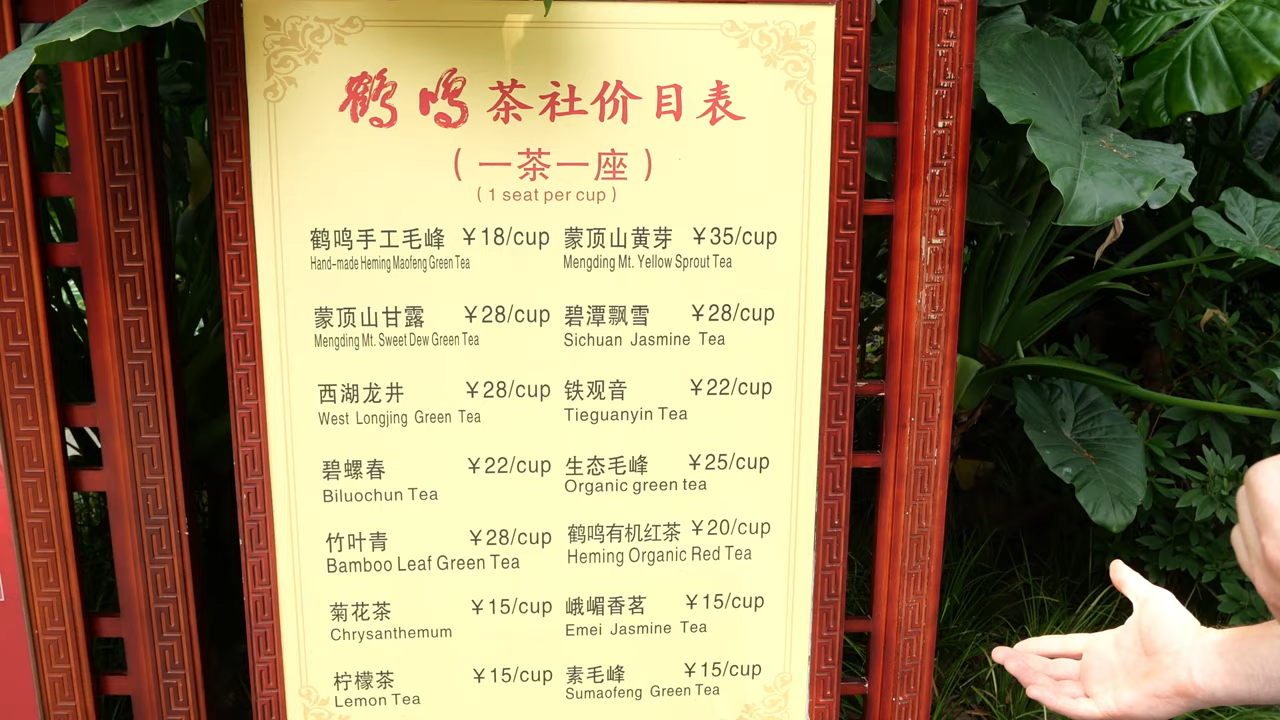 鹤鸣茶社价目表
(一茶一座)
(1 seat per cup)
鹤鸣手工毛峰 ¥18/cup
Hand-made Heming Maofeng Green Tea
蒙顶山黄芽 ¥35/cup
Mengding Mt. Yellow Sprout Tea
蒙顶山甘露 ¥28/cup
Mengding Mt. Sweet Dew Green Tea
碧潭飘雪 ¥28/cup
Sichuan Jasmine Tea
西湖龙井 ¥28/cup
West Longjing Green Tea
铁观音 ¥22/cup
Tieguanyin Tea
碧螺春 ¥22/cup
Biluochun Tea
生态毛峰 ¥25/cup
Organic green tea
竹叶青 ¥28/cup
Bamboo Leaf Green Tea
鹤鸣有机红茶 ¥20/cup
Heming Organic Red Tea
菊花茶 ¥15/cup
Chrysanthemum
峨嵋香茗 ¥15/cup
Emei Jasmine Tea
柠檬茶 ¥15/cup
Lemon Tea
素毛峰 ¥15/cup
Sumaofeng Green Tea